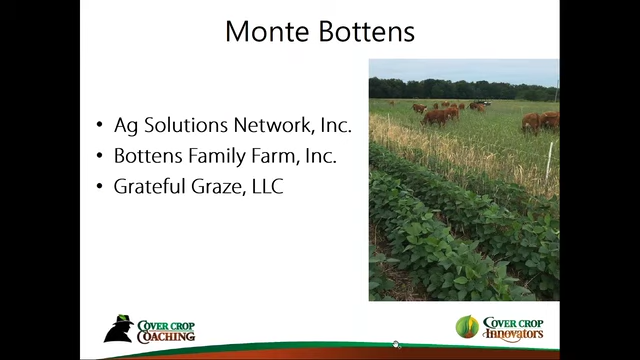 Monte Bottens
• Ag Solutions Network, Inc.
• Bottens Family Farm, Inc.
• Grateful Graze, LLC
COVER CROP
COACHING
COVER CROP
Innovators